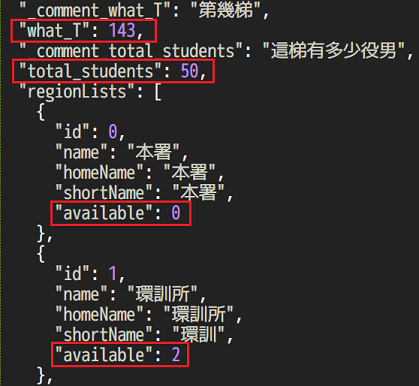 "_comment_what_T": "第幾梯",
"what_T": 143,
"_comment_total_students": "這梯有多少役男",
"total_students": 50,
"regionLists": [
{
"id": 0,
"name": "本署",
"homeName": "本署",
"shortName": "本署",
"available": 0
},
{
"id": 1,
"name": "環訓所",
"homeName": "環訓所",
"shortName": "環訓",
"available": 2
},